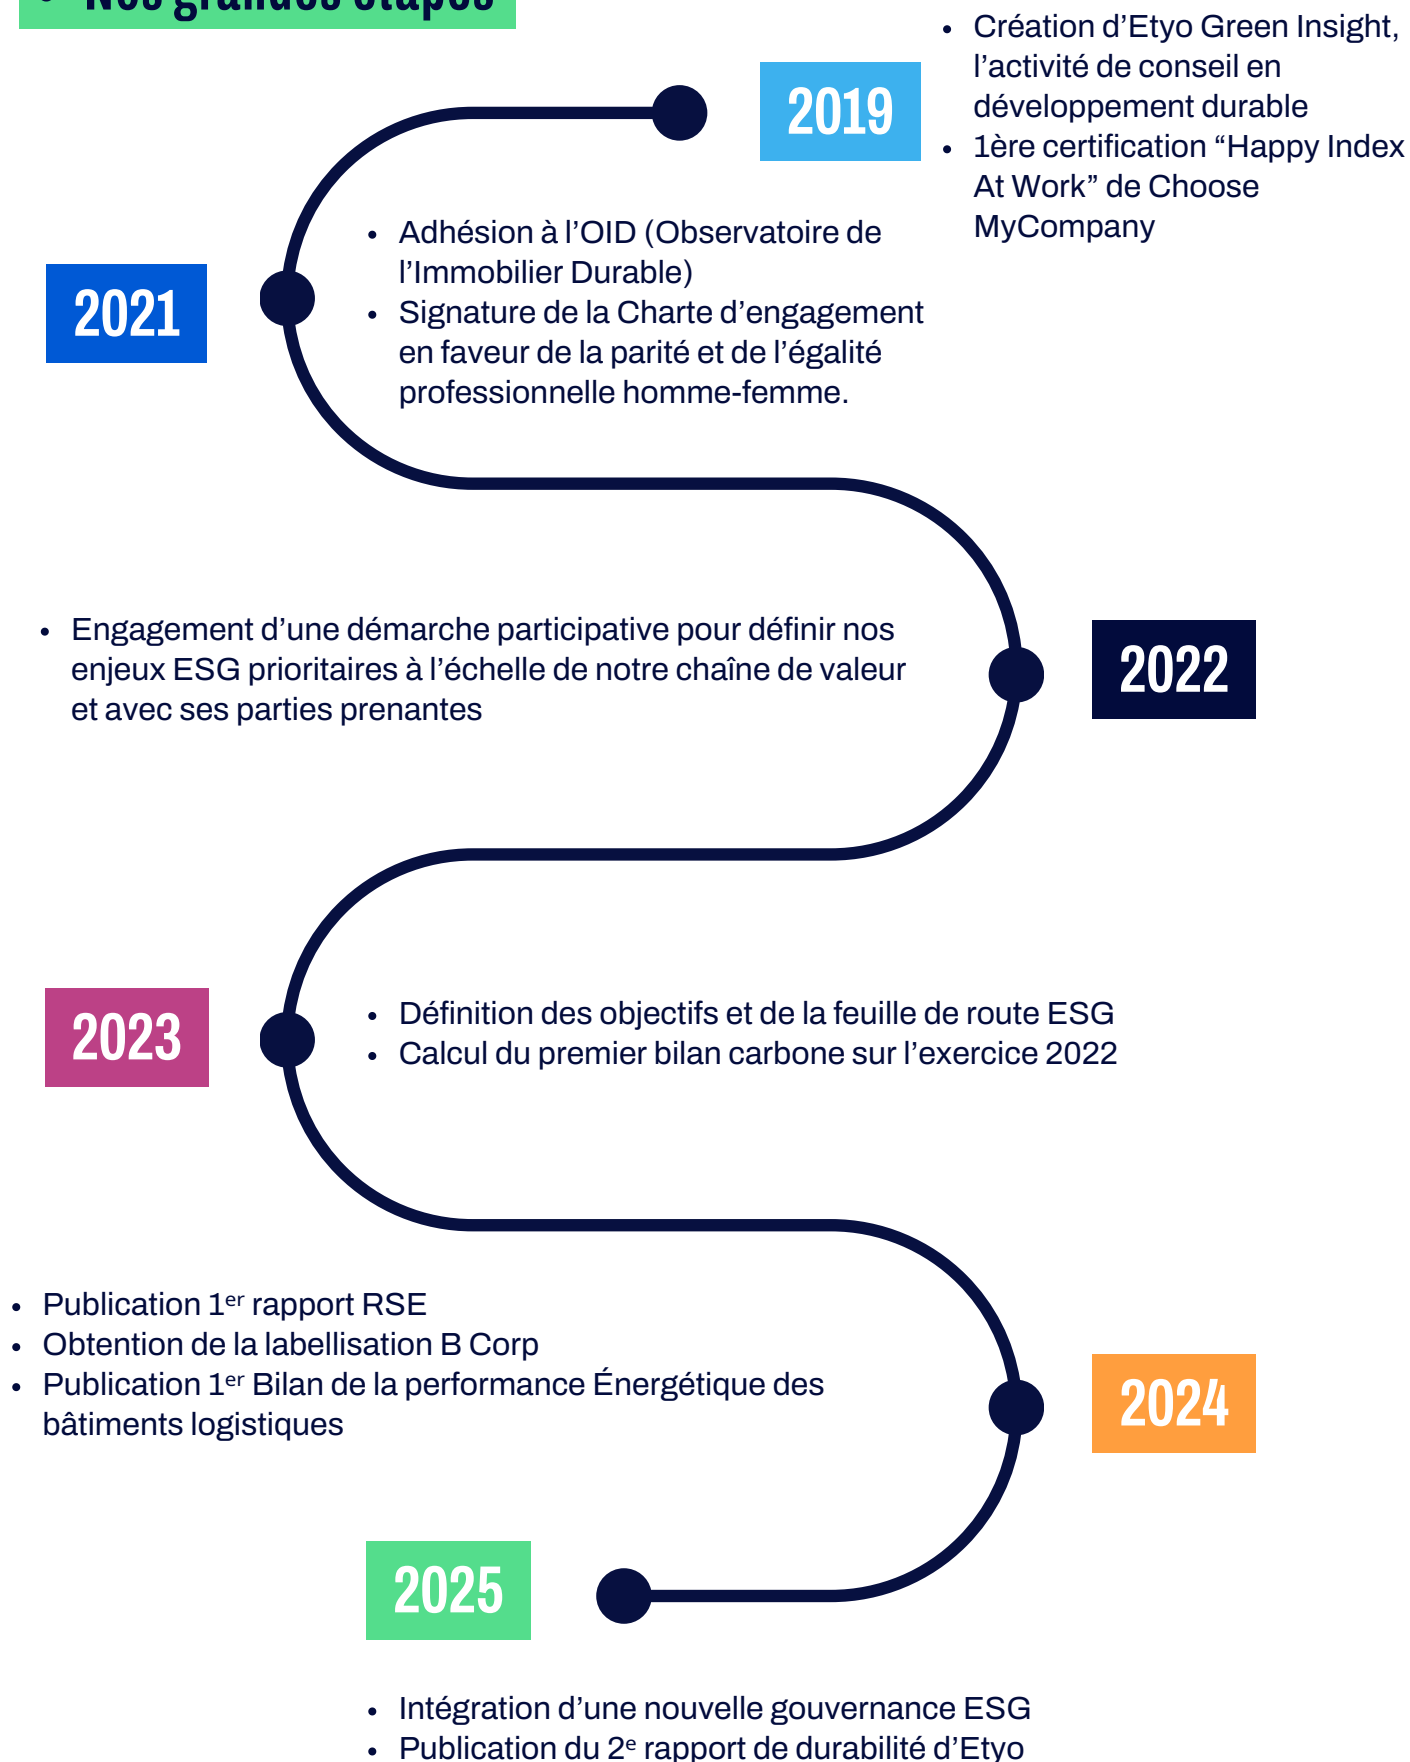 • Nos grandes étapes
2019
• Création d’Etyo Green Insight,
l’activité de conseil en
développement durable
• 1ère certification “Happy Index
At Work” de Choose
MyCompany
2021
• Adhésion à l’OID (Observatoire de
l’Immobilier Durable)
• Signature de la Charte d’engagement
en faveur de la parité et de l’égalité
professionnelle homme-femme.
• Engagement d’une démarche participative pour définir nos
enjeux ESG prioritaires à l’échelle de notre chaîne de valeur
et avec ses parties prenantes
2022
2023
• Définition des objectifs et de la feuille de route ESG
• Calcul du premier bilan carbone sur l’exercice 2022
• Publication 1er rapport RSE
• Obtention de la labellisation B Corp
• Publication 1er Bilan de la performance Énergétique des
bâtiments logistiques
2024
2025
• Intégration d’une nouvelle gouvernance ESG
• Publication du 2e rapport de durabilité d’Etyo